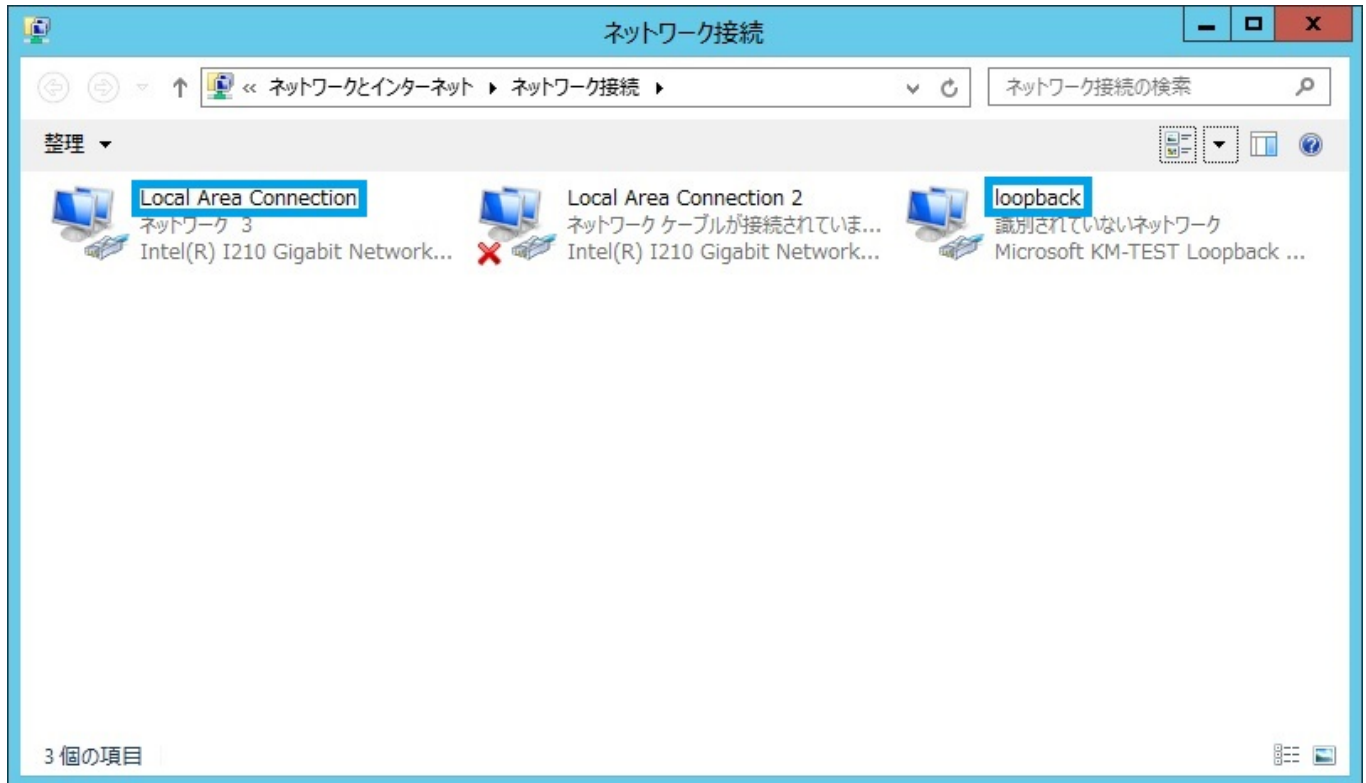 ネットワーク接続
« ネットワークとインターネット ▸ ネットワーク接続 ▸
ネットワーク接続の検索
整理
Local Area Connection
ネットワーク 3
Intel(R) I210 Gigabit Network...
Local Area Connection 2
ネットワーク ケーブルが接続されていま...
Intel(R) I210 Gigabit Network...
loopback
識別されていないネットワーク
Microsoft KM-TEST Loopback ...
3 個の項目